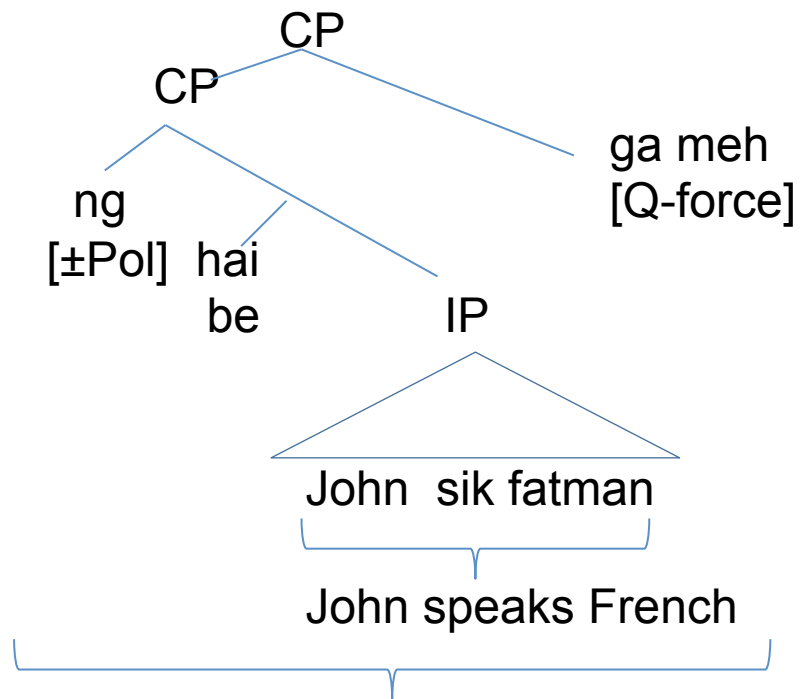 CP
CP
ga meh
[Q-force]
ng
[±Pol] hai
be
IP
John sik fatman
John speaks French